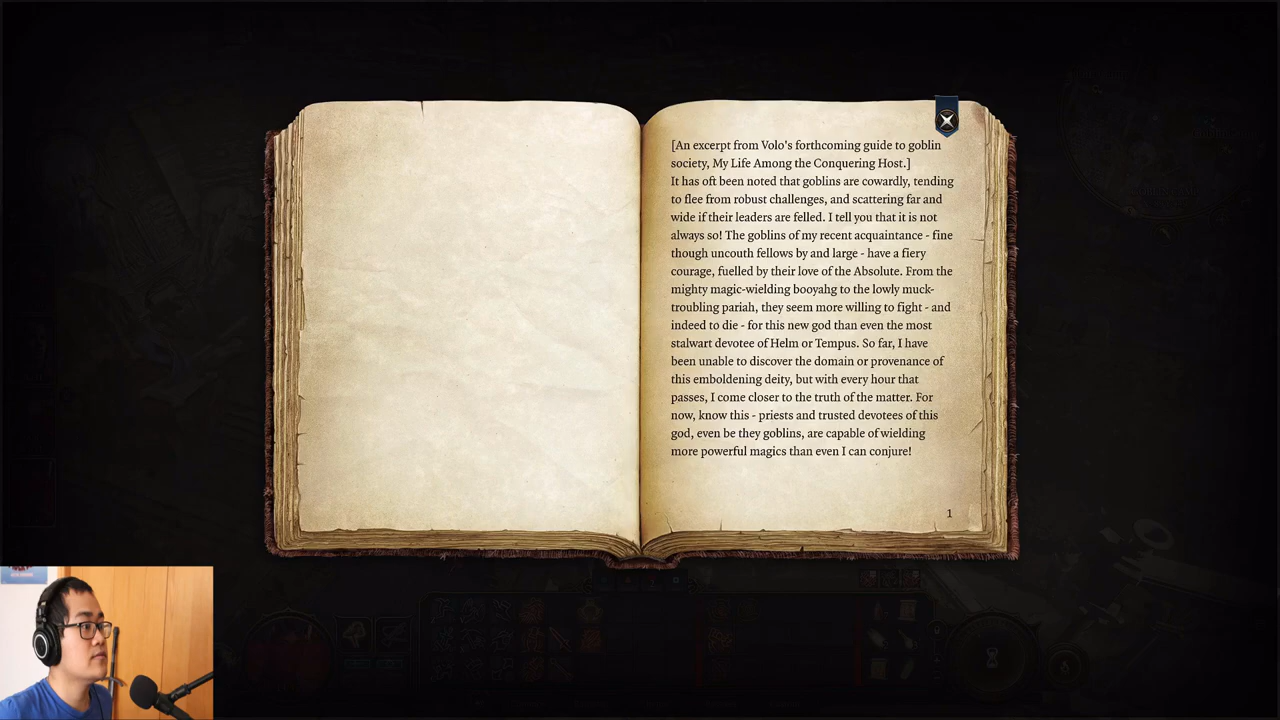 [An excerpt from Volo's forthcoming guide to goblin
society, My Life Among the Conquering Host.]
It has oft been noted that goblins are cowardly, tending
to flee from robust challenges, and scattering far and
wide if their leaders are felled. I tell you that it is not
always so! The goblins of my recent acquaintance - fine
though uncouth fellows by and large - have a fiery
courage, fuelled by their love of the Absolute. From the
mighty magic-wielding booyahg to the lowly muck-
troubling pariah, they seem more willing to fight - and
indeed to die - for this new god than even the most
stalwart devotee of Helm or Tempus. So far, I have
been unable to discover the domain or provenance of
this emboldening deity, but with every hour that
passes, I come closer to the truth of the matter. For
now, know this - priests and trusted devotees of this
god, even be they goblins, are capable of wielding
more powerful magics than even I can conjure!
1